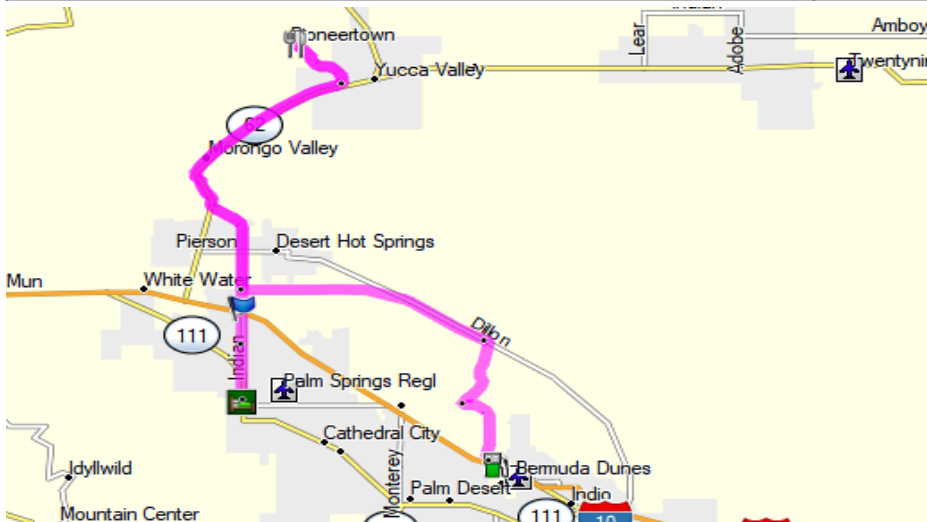 Pioneertown
Lear
Adobe
Amboy
Yucca Valley
Twentynin
62
Morongo Valley
Pierson
Desert Hot Springs
Mun
White Water
111
Indian
Dillon
Palm Springs Regl
Cathedral City
Monterey
Idyllwild
Bermuda Dunes
Palm Desert
Indio
Mountain Center
111
10